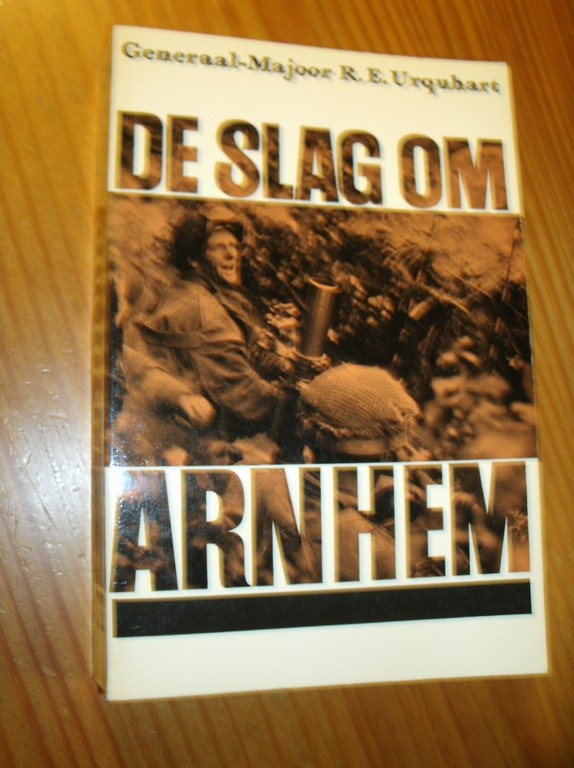 Generaal-Majoor R. E. Urquhart
DE SLAG OM
ARNHEM